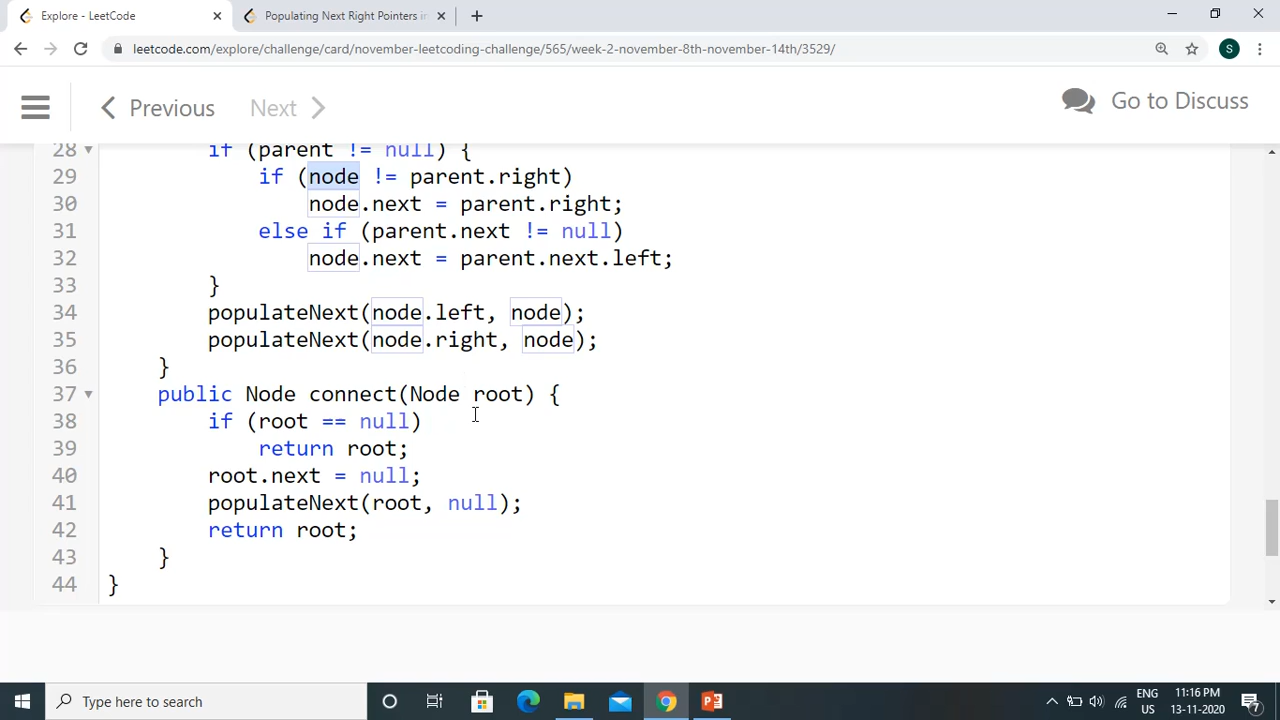 Explore - LeetCode
Populating Next Right Pointers in
leetcode.com/explore/challenge/card/november-leetcoding-challenge/565/week-2-november-8th-november-14th/3529/
S
Previous
Next
Go to Discuss
28 if (parent != null) {
29 if (node != parent.right)
30 node.next = parent.right;
31 else if (parent.next != null)
32 node.next = parent.next.left;
33 }
34 populateNext(node.left, node);
35 populateNext(node.right, node);
36 }
37 public Node connect(Node root) {
38 if (root == null)
39 return root;
40 root.next = null;
41 populateNext(root, null);
42 return root;
43 }
44 }
Type here to search
ENG
US
11:16 PM
13-11-2020
7